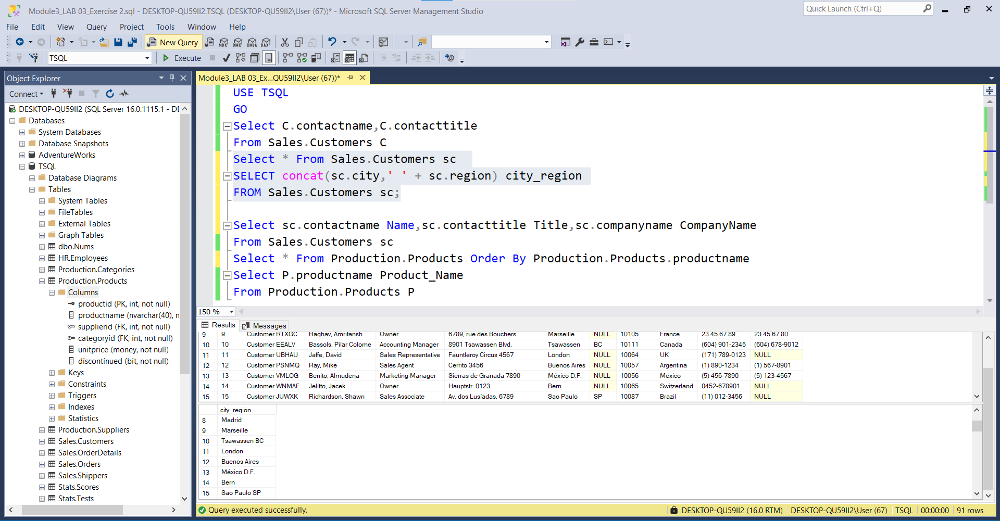 Module3_LAB 03_Exercise 2.sql - DESKTOP-QU59II2.TSQL (DESKTOP-QU59II2\User (67))* - Microsoft SQL Server Management Studio
Quick Launch (Ctrl+Q)
File Edit View Query Project Tools Window Help
New Query MDX DMX XMLA DAX
TSQL Execute
Object Explorer
Connect
DESKTOP-QU59II2 (SQL Server 16.0.1115.1 - DE
Databases
System Databases
Database Snapshots
AdventureWorks
TSQL
Database Diagrams
Tables
System Tables
FileTables
External Tables
Graph Tables
dbo.Nums
HR.Employees
Production.Categories
Production.Products
Columns
productid (PK, int, not null)
productname (nvarchar(40), n
supplierid (FK, int, not null)
categoryid (FK, int, not null)
unitprice (money, not null)
discontinued (bit, not null)
Keys
Constraints
Triggers
Indexes
Statistics
Production.Suppliers
Sales.Customers
Sales.OrderDetails
Sales.Orders
Sales.Shippers
Stats.Scores
Stats.Tests
Module3_LAB 03_Ex...QU59II2\User (67))*
USE TSQL
GO
Select C.contactname,C.contacttitle
From Sales.Customers C
Select * From Sales.Customers sc
SELECT concat(sc.city,' ' + sc.region) city_region
FROM Sales.Customers sc;
Select sc.contactname Name,sc.contacttitle Title,sc.companyname CompanyName
From Sales.Customers sc
Select * From Production.Products Order By Production.Products.productname
Select P.productname Product_Name
From Production.Products P
150 %
Results Messages
9 9 Customer RTXGC Raghav, Amritansh Owner 6789, rue des Bouchers Marseille NULL 10105 France 23.45.67.89 23.45.67.80
10 10 Customer EEALV Bassols, Pilar Colome Accounting Manager 8901 Tsawassen Blvd. Tsawassen BC 10111 Canada (604) 901-2345 (604) 678-9012
11 11 Customer UBHAU Jaffe, David Sales Representative Fauntleroy Circus 4567 London NULL 10064 UK (171) 789-0123 NULL
12 12 Customer PSNMQ Ray, Mike Sales Agent Cerrito 3456 Buenos Aires NULL 10057 Argentina (1) 890-1234 (1) 567-8901
13 13 Customer VMLOG Benito, Almudena Marketing Manager Sierras de Granada 7890 México D.F. NULL 10056 Mexico (5) 456-7890 (5) 123-4567
14 14 Customer WNMAF Jelitto, Jacek Owner Hauptstr. 0123 Bern NULL 10065 Switzerland 0452-678901 NULL
15 15 Customer JUWXK Richardson, Shawn Sales Associate Av. dos Lusíadas, 6789 Sao Paulo SP 10087 Brazil (11) 012-3456 NULL
city_region
8 Madrid
9 Marseille
10 Tsawassen BC
11 London
12 Buenos Aires
13 México D.F.
14 Bern
15 Sao Paulo SP
Query executed successfully.
DESKTOP-QU59II2 (16.0 RTM) DESKTOP-QU59II2\User (67) TSQL 00:00:00 91 rows